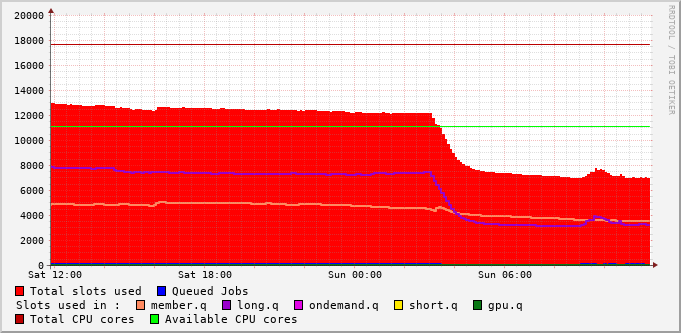 20000
18000
16000
14000
12000
10000
8000
6000
4000
2000
0
Sat 12:00 Sat 18:00 Sun 00:00 Sun 06:00
RRDTOOL / TOBI OETIKER
Total slots used Queued Jobs
Slots used in : member.q long.q ondemand.q short.q gpu.q
Total CPU cores Available CPU cores